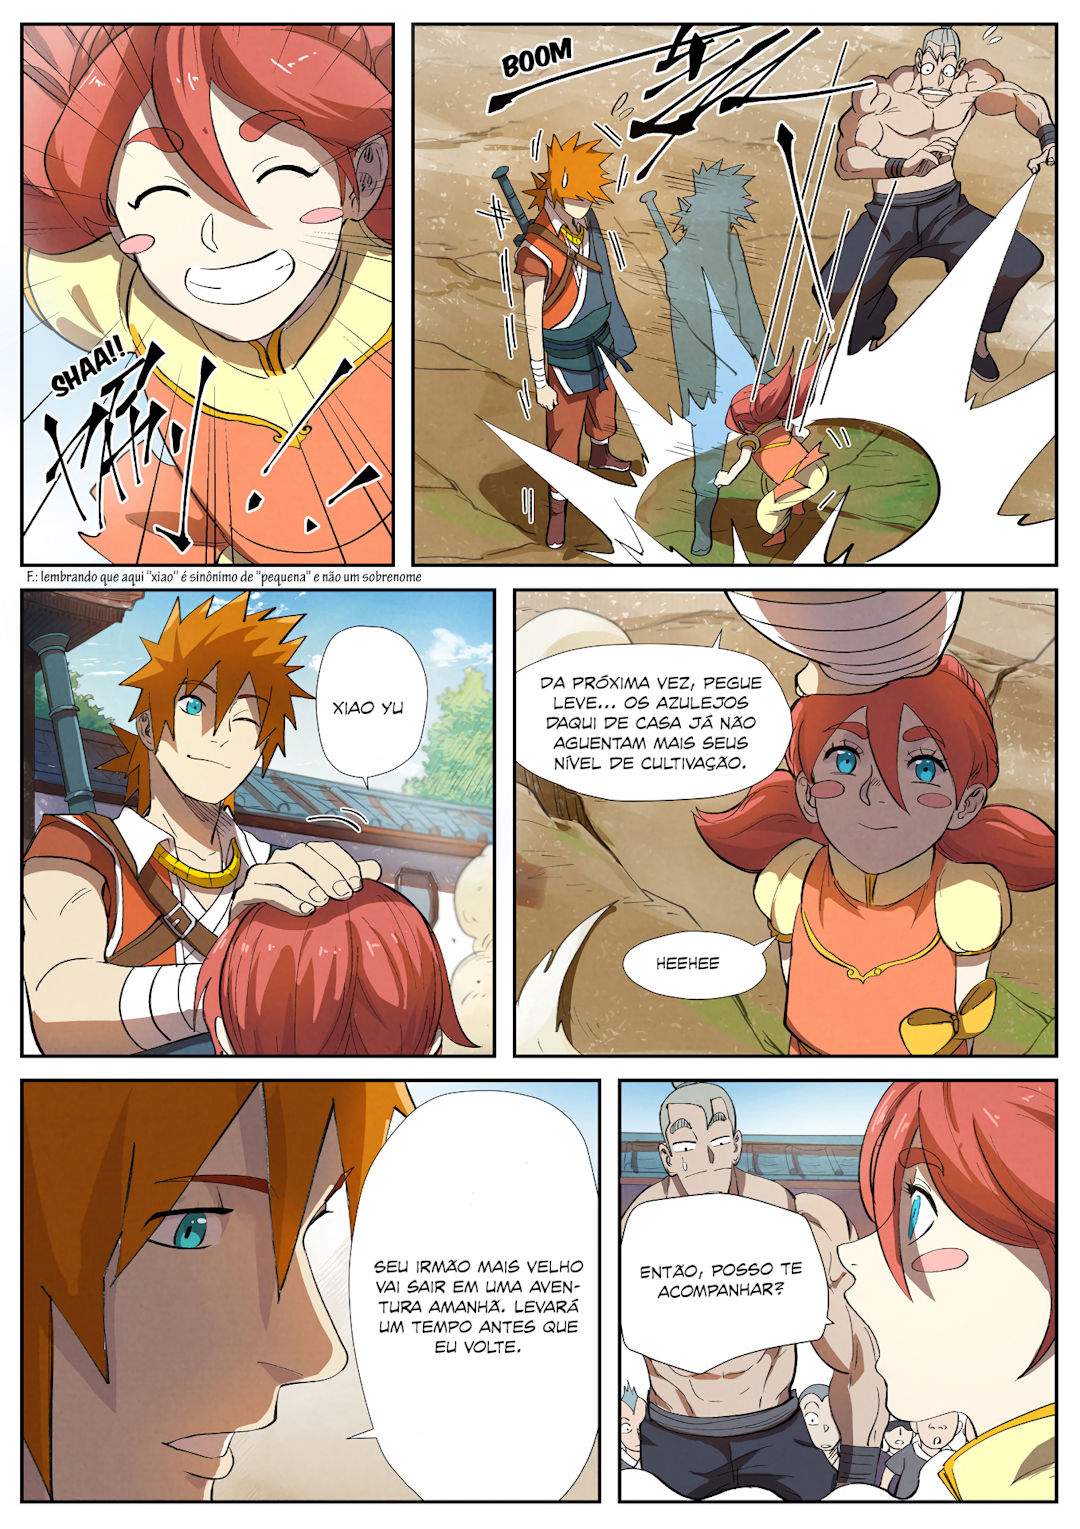 SHAA!!
BOOM
F.: lembrando que aqui "xiao" é sinônimo de "pequena" e não um sobrenome
XIAO YU
DA PRÓXIMA VEZ, PEGUE
LEVE... OS AZULEJOS
DAQUI DE CASA JÁ NÃO
AGUENTAM MAIS SEUS
NÍVEL DE CULTIVAÇÃO.
HEEHEE
SEU IRMÃO MAIS VELHO
VAI SAIR EM UMA AVEN-
TURA AMANHÃ. LEVARÁ
UM TEMPO ANTES QUE
EU VOLTE.
ENTÃO, POSSO TE
ACOMPANHAR?